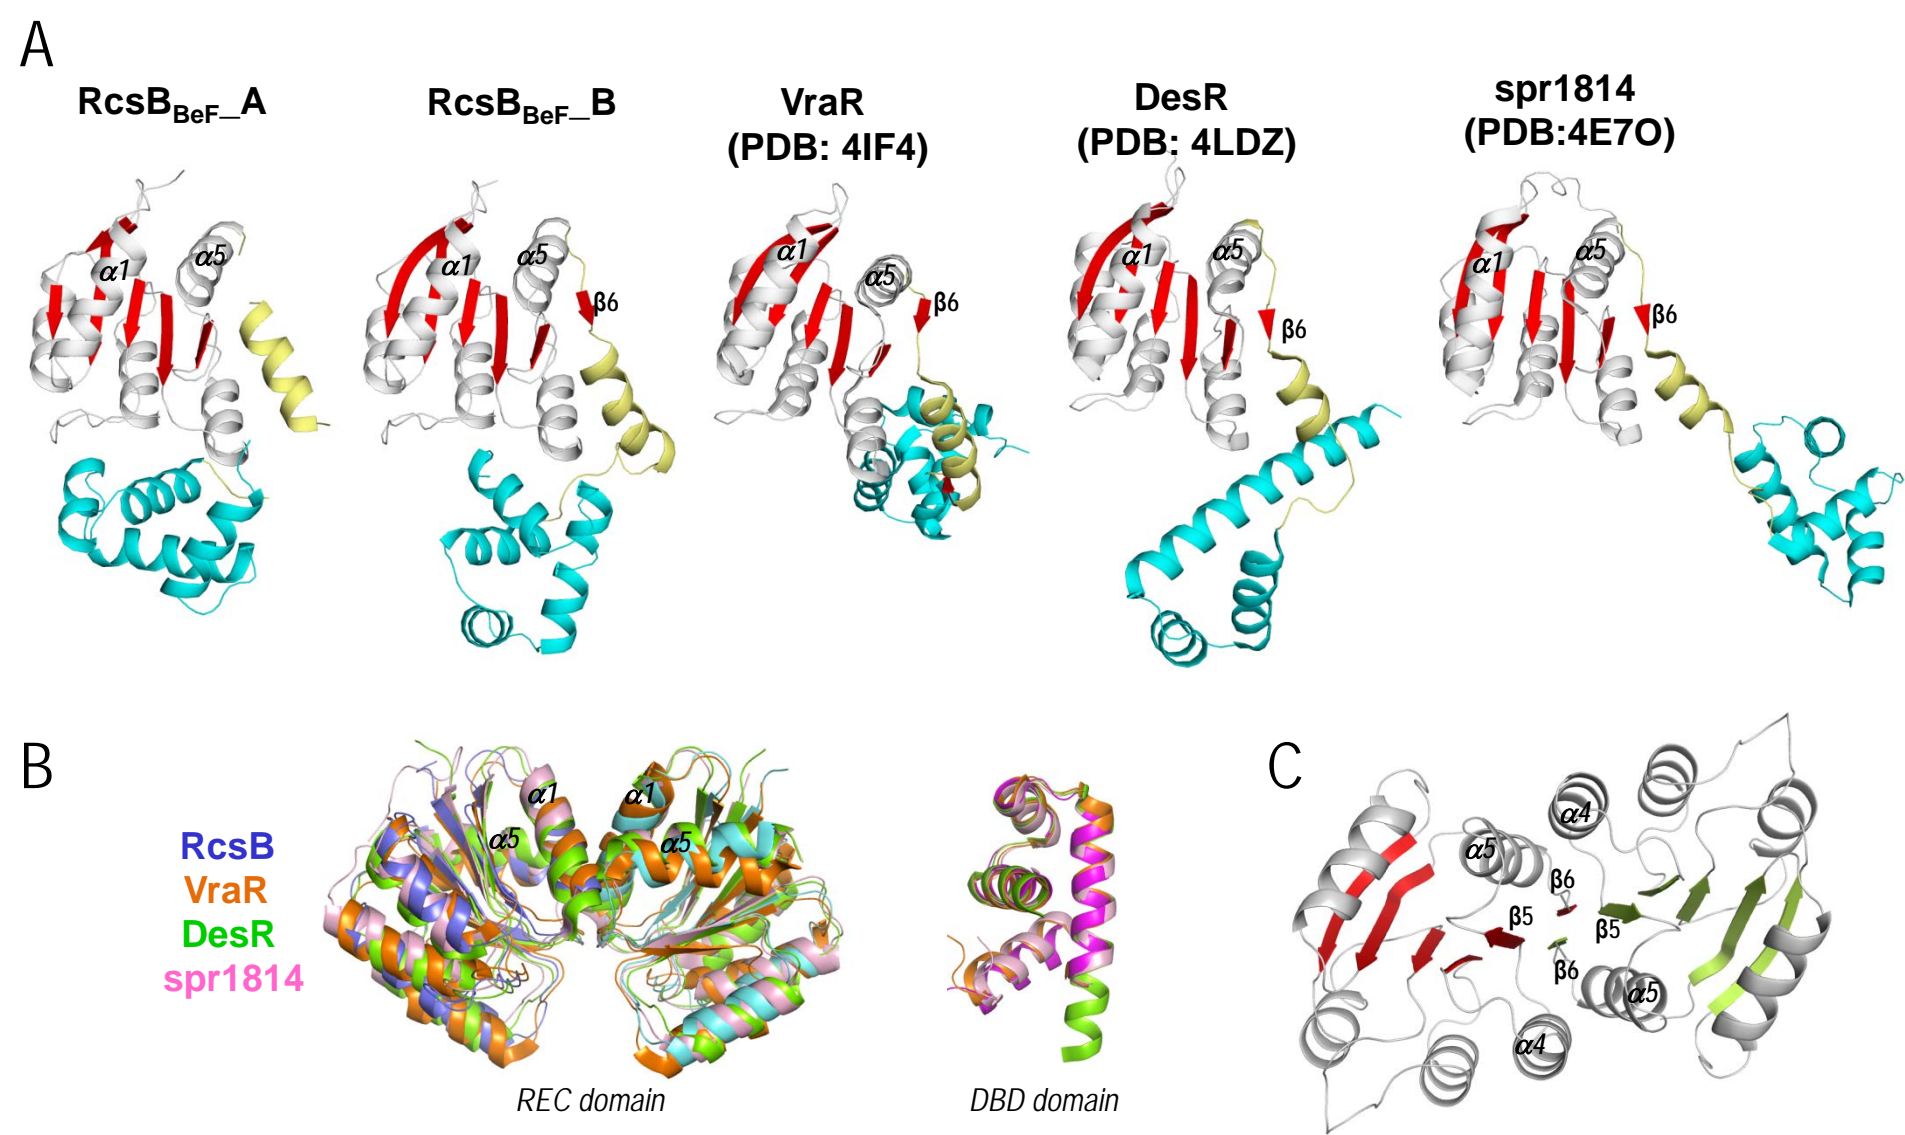 A
RcsBBeF_A
RcsBBeF_B
VraR
(PDB: 4IF4)
DesR
(PDB: 4LDZ)
spr1814
(PDB:4E7O)
α1
α5
α1
α5
β6
α1
α5
β6
α1
α5
β6
α1
α5
β6
B
RcsB
VraR
DesR
spr1814
α1
α1
α5
α5
REC domain
DBD domain
C
α4
α5
β6
β5
β5
β6
α5
α4